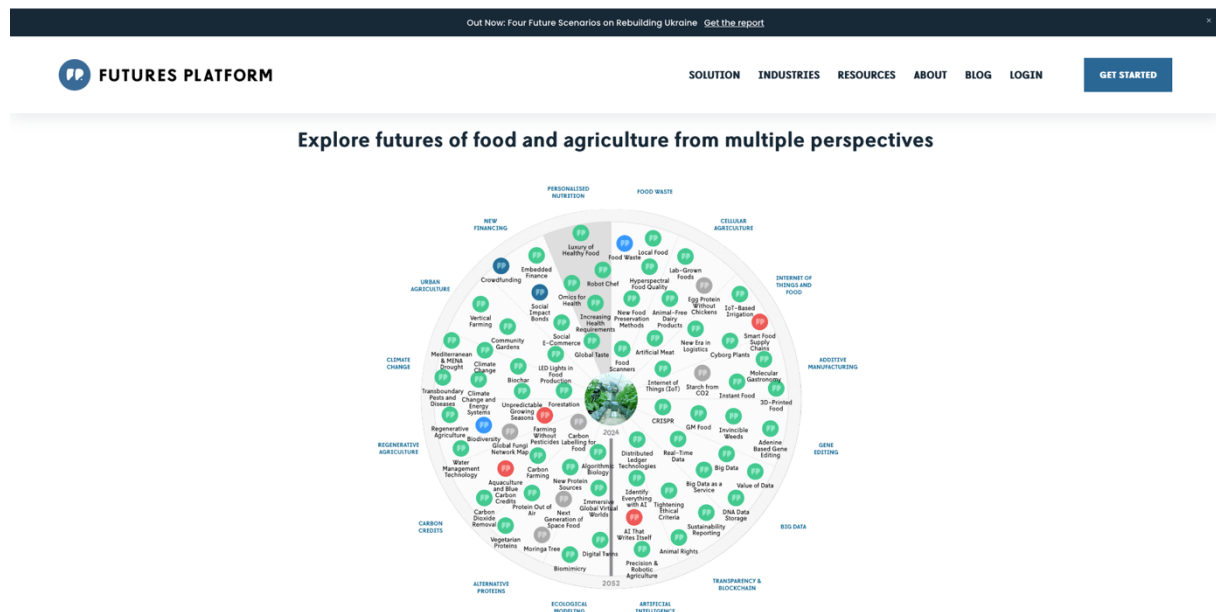 Out Now: Four Future Scenarios on Rebuilding Ukraine Get the report
×
FP
FUTURES PLATFORM
SOLUTION
INDUSTRIES
RESOURCES
ABOUT
BLOG
LOGIN
GET STARTED
Explore futures of food and agriculture from multiple perspectives
PERSONALISED
NUTRITION
FOOD WASTE
NEW
FINANCING
CELLULAR
AGRICULTURE
URBAN
AGRICULTURE
INTERNET OF
THINGS AND
FOOD
CLIMATE
CHANGE
ADDITIVE
MANUFACTURING
REGENERATIVE
AGRICULTURE
GENE
EDITING
CARBON
CREDITS
BIG DATA
ALTERNATIVE
PROTEINS
TRANSPARENCY &
BLOCKCHAIN
ECOLOGICAL
MODELING
ARTIFICIAL
INTELLIGENCE
Luxury of
Healthy Food
Robot Chef
Omics for
Health
Increasing
Health
Requirements
Global Taste
Food Waste
Local Food
Hyperspectral
Food Quality
New Food
Preservation
Methods
Food
Scanners
Lab-Grown
Foods
Egg Protein
Without
Chickens
Animal-Free
Dairy
Products
Artificial Meat
IoT-Based
Irrigation
Smart Food
Supply
Chains
New Era in
Logistics
Internet of
Things (IoT)
Cyborg Plants
Molecular
Gastronomy
3D-Printed
Food
Instant Food
Starch from
CO2
CRISPR
GM Food
Invincible
Weeds
Adenine
Based Gene
Editing
Real-Time
Data
Big Data
Big Data as a
Service
Value of Data
DNA Data
Storage
Distributed
Ledger
Technologies
Tightening
Ethical
Criteria
Sustainability
Reporting
Animal Rights
Identify
Everything
with AI
AI That
Writes Itself
Precision &
Robotic
Agriculture
Algorithmic
Biology
Immersive
Global Virtual
Worlds
Digital Twins
Biomimicry
New Protein
Sources
Next
Generation of
Space Food
Moringa Tree
Protein Out of
Air
Vegetarian
Proteins
Carbon
Labelling for
Food
Carbon
Farming
Aquaculture
and Blue
Carbon
Credits
Carbon
Dioxide
Removal
Farming
Without
Pesticides
Global Fungi
Network Map
Biodiversity
Regenerative
Agriculture
Water
Management
Technology
Forestation
Unpredictable
Growing
Seasons
Climate
Change and
Energy
Systems
Transboundary
Pests and
Diseases
Biochar
Climate
Change
Mediterranean
& MENA
Drought
LED Lights in
Food
Production
Community
Gardens
Vertical
Farming
Social
E-Commerce
Social
Impact
Bonds
Crowdfunding
Embedded
Finance
2024
2053